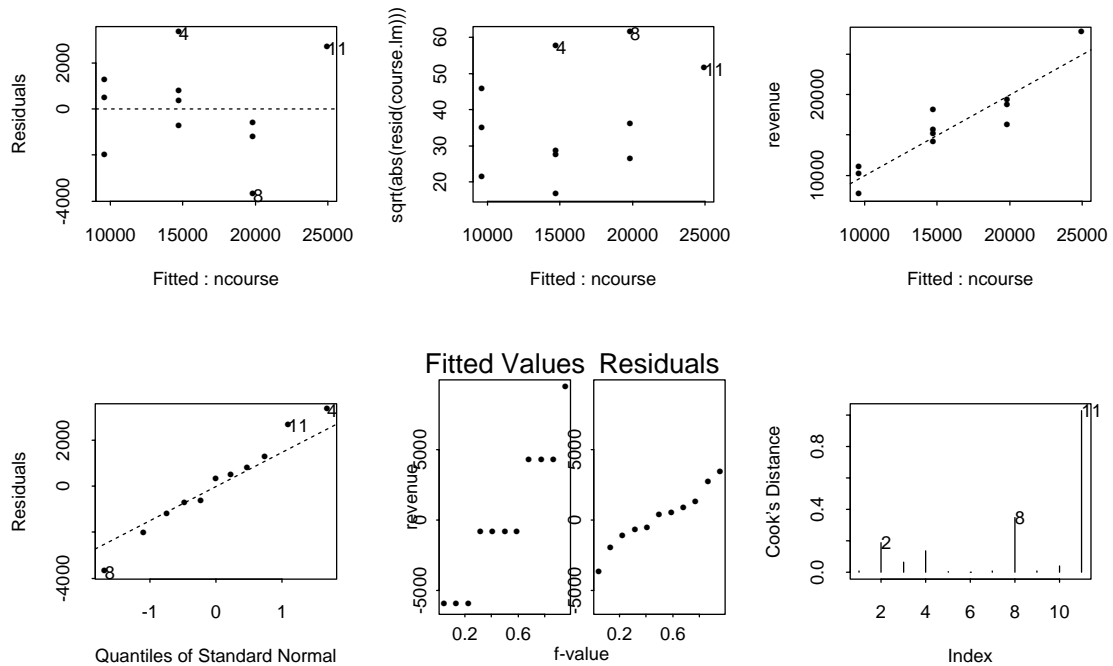 Residuals
-4000 0 2000
4
11
8
10000 15000 20000 25000
Fitted : ncourse
sqrt(abs(resid(course.lm)))
20 30 40 50 60
4
8
11
10000 15000 20000 25000
Fitted : ncourse
revenue
10000 20000
10000 15000 20000 25000
Fitted : ncourse
Residuals
-4000 0 2000
4
11
8
-1 0 1
Quantiles of Standard Normal
Fitted Values Residuals
revenue
-5000 0 5000
-5000 0 5000
0.2 0.6
0.2 0.6
f-value
Cook's Distance
0.0 0.4 0.8
2
8
11
2 4 6 8 10
Index